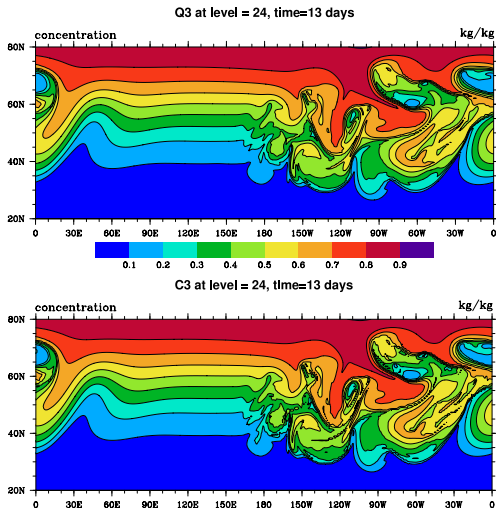 Q3 at level = 24, time=13 days
concentration kg/kg
80N
60N
40N
20N
0 30E 60E 90E 120E 150E 180 150W 120W 90W 60W 30W 0
0.1 0.2 0.3 0.4 0.5 0.6 0.7 0.8 0.9
C3 at level = 24, time=13 days
concentration kg/kg
80N
60N
40N
20N
0 30E 60E 90E 120E 150E 180 150W 120W 90W 60W 30W 0